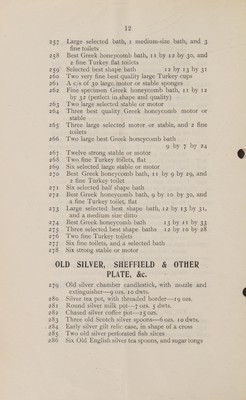 12
257 Large selected bath, 1 medium-size bath, and 3
fine toilets
258 Best Greek honeycomb bath, 12 by 12 by 30, and
2 fine Turkey flat toilets
259 Selected best shape bath 12 by 13 by 31
260 Two very fine best quality large Turkey cups
261 A c/s of 30 large motor or stable sponges
262 Fine specimen Greek honeycomb bath, 11 by 12
by 32 (perfect in shape and quality)
263 Two large selected stable or motor
264 Three best quality Greek honeycomb motor or
stable
265 Three large selected motor or stable, and 2 fine
toilets
266 Two large best Greek honeycomb bath
9 by 7 by 24
267 Twelve strong stable or motor
268 Two fine Turkey toilets, flat
269 Six selected large stable or motor
270 Best Greek honeycomb bath, 11 by 9 by 29, and
2 fine Turkey toilet
271 Six selected half shape bath
272 Best Greek honeycomb bath, 9 by 10 by 30, and
4 fine Turkey toilet, flat
273 Large selected best shape bath, 12 by 13 by 31,
and a medium size ditto
274 Best Greek honeycomb bath 13 by 11 by 33
275 Three selected best shape baths 12 by 10 by 28
276 Two fine Turkey toilets
277 Six fine toilets, and a selected bath
278 Six strong stable or motor
OLD SILVER, SHEFFIELD & OTHER
PLATE, &c.
279 Old silver chamber candlestick, with nozzle and
extinguisher—9 ozs. 10 dwts.
280 Silver tea pot, with threaded border—19 ozs.
281 Round silver milk pot—7 ozs. 5 dwts.
282 Chased silver coffee pot—25 ozs.
283 Three old Scotch silver spoons—6 ozs. 10 dwts.
284 Early silver gilt relic case, in shape of a cross
285 Two old silver perforated fish slices
286 Six Old English silver tea spoons, and sugar tongs